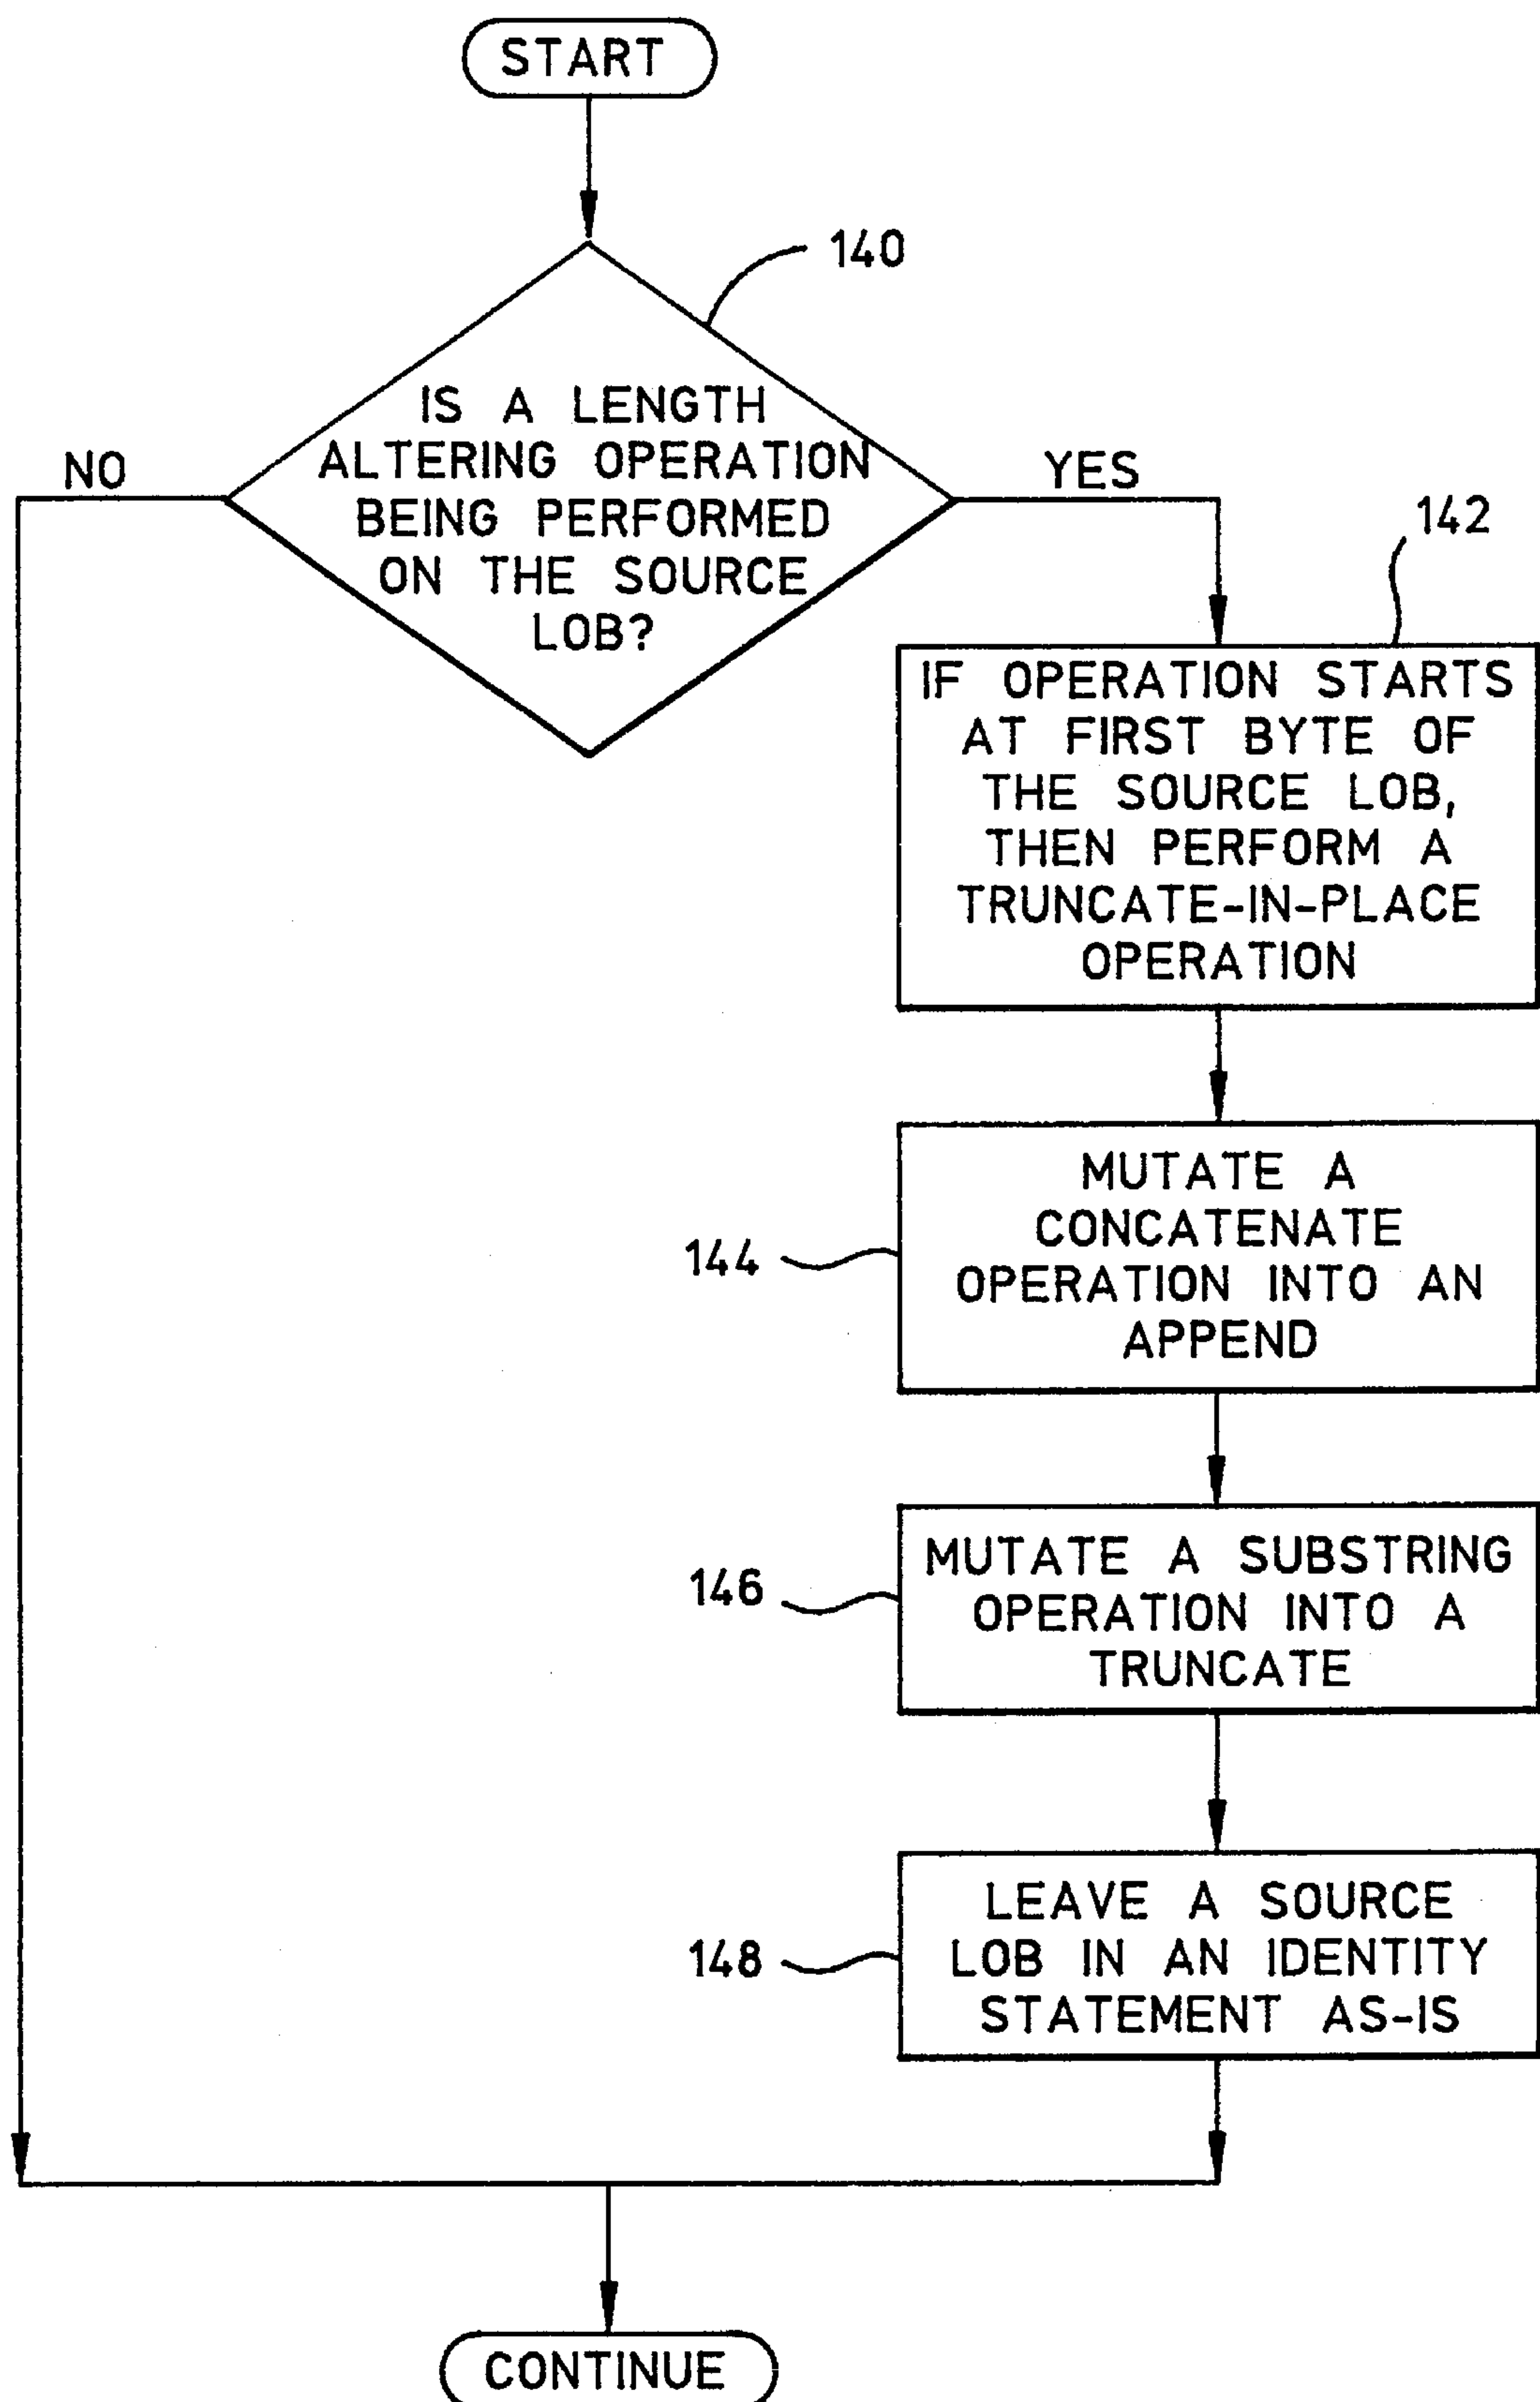 START
140
IS A LENGTH
ALTERING OPERATION
BEING PERFORMED
ON THE SOURCE
LOB?
NO
YES
142
IF OPERATION STARTS
AT FIRST BYTE OF
THE SOURCE LOB,
THEN PERFORM A
TRUNCATE-IN-PLACE
OPERATION
144
MUTATE A
CONCATENATE
OPERATION INTO AN
APPEND
146
MUTATE A SUBSTRING
OPERATION INTO A
TRUNCATE
148
LEAVE A SOURCE
LOB IN AN IDENTITY
STATEMENT AS-IS
CONTINUE